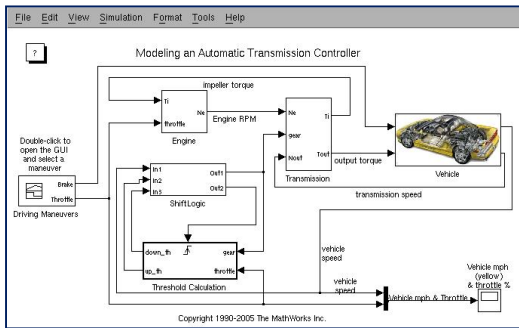 File Edit View Simulation Format Tools Help
?
Modeling an Automatic Transmission Controller
impeller torque
Ti
Ne
throttle
Engine
Engine RPM
Ne
Ti
gear
Nout
Tout
Transmission
output torque
Vehicle
transmission speed
Double-click to
open the GUI
and select a
maneuver
Brake
Throttle
Driving Maneuvers
In1
In2
In3
Out1
Out2
ShiftLogic
down_th
gear
up_th
throttle
Threshold Calculation
vehicle
speed
vehicle
speed
Vehicle mph & Throttle
Vehicle mph
(yellow)
& throttle %
Copyright 1990-2005 The MathWorks Inc.